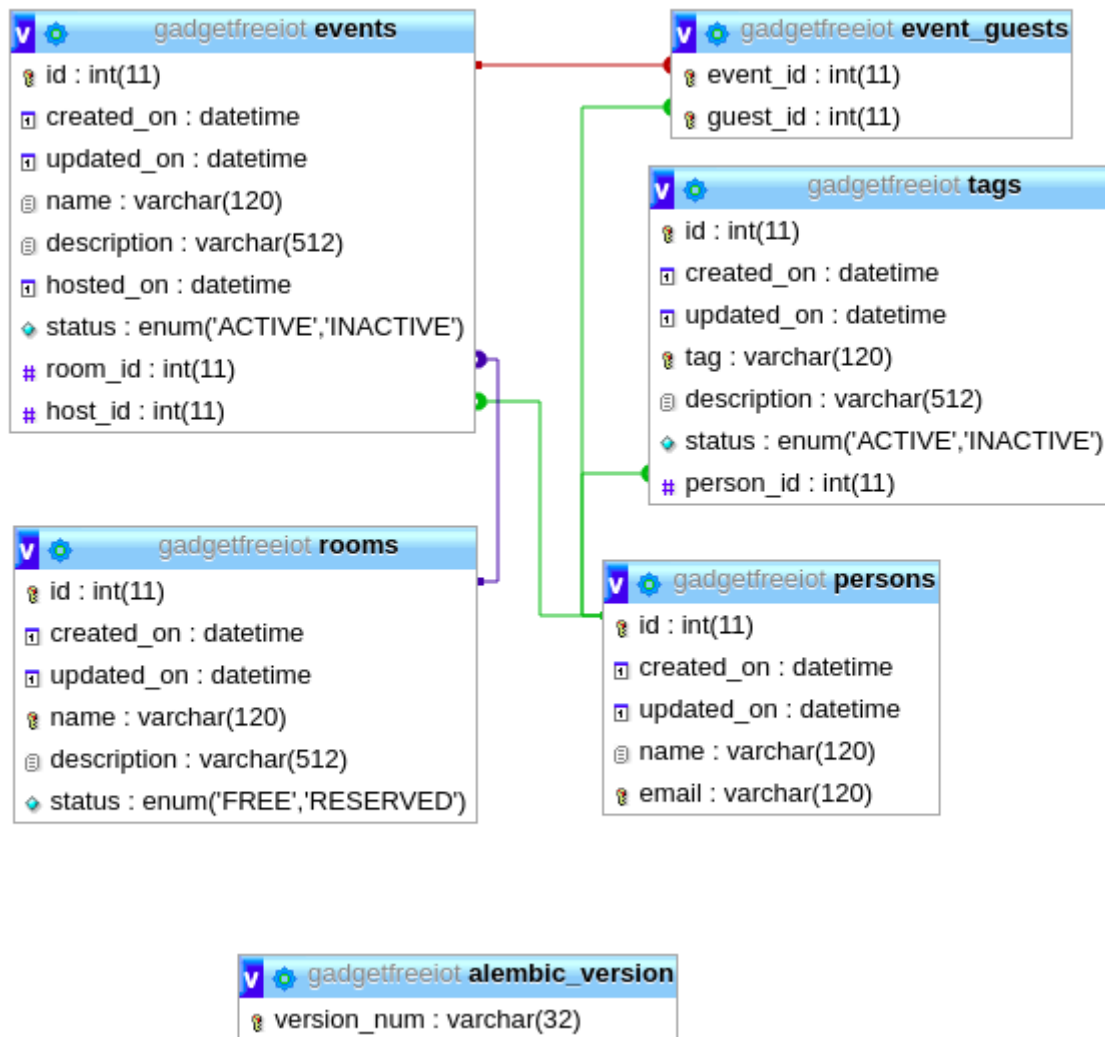 gadgetfreeiot events
id : int(11)
created_on : datetime
updated_on : datetime
name : varchar(120)
description : varchar(512)
hosted_on : datetime
status : enum('ACTIVE','INACTIVE')
room_id : int(11)
host_id : int(11)
gadgetfreeiot event_guests
event_id : int(11)
guest_id : int(11)
gadgetfreeiot tags
id : int(11)
created_on : datetime
updated_on : datetime
tag : varchar(120)
description : varchar(512)
status : enum('ACTIVE','INACTIVE')
person_id : int(11)
gadgetfreeiot rooms
id : int(11)
created_on : datetime
updated_on : datetime
name : varchar(120)
description : varchar(512)
status : enum('FREE','RESERVED')
gadgetfreeiot persons
id : int(11)
created_on : datetime
updated_on : datetime
name : varchar(120)
email : varchar(120)
gadgetfreeiot alembic_version
version_num : varchar(32)